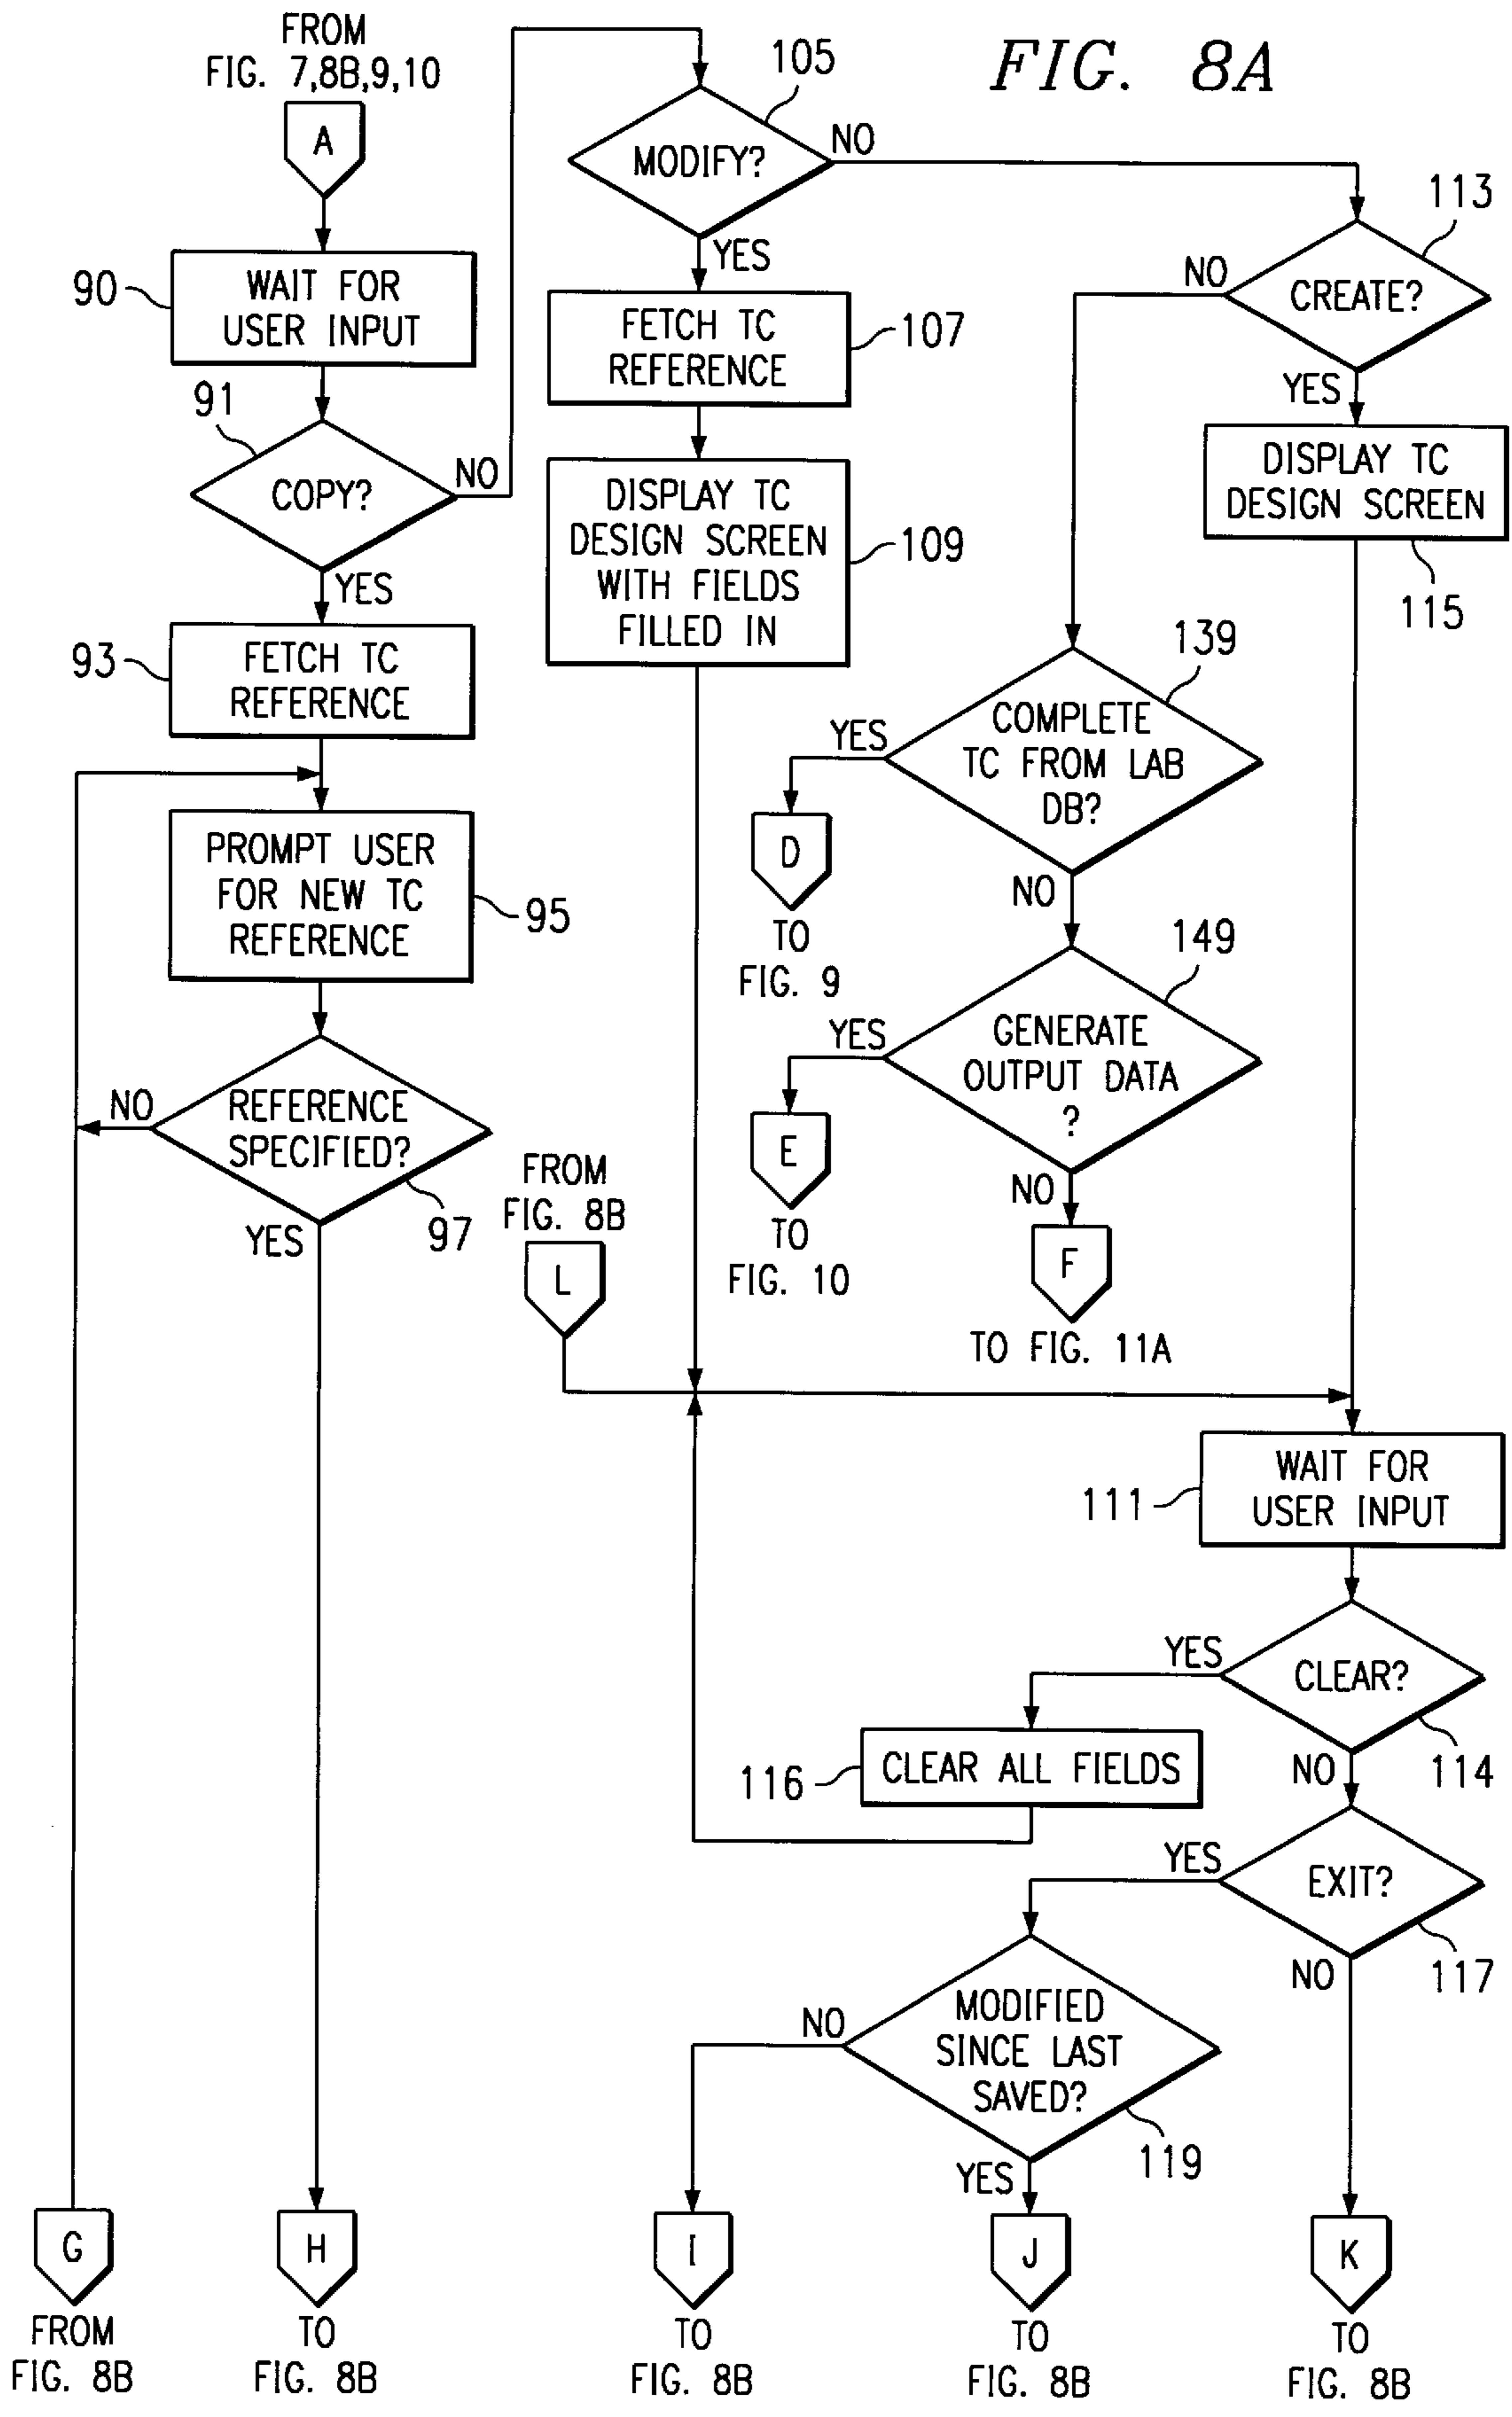 FIG. 8A
FROM
FIG. 7,8B,9,10
A
90
WAIT FOR
USER INPUT
91
COPY?
NO
YES
93
FETCH TC
REFERENCE
PROMPT USER
FOR NEW TC
REFERENCE
95
NO
REFERENCE
SPECIFIED?
97
YES
105
MODIFY?
NO
YES
FETCH TC
REFERENCE
107
DISPLAY TC
DESIGN SCREEN
WITH FIELDS
FILLED IN
109
113
CREATE?
NO
YES
DISPLAY TC
DESIGN SCREEN
115
139
COMPLETE
TC FROM LAB
DB?
YES
D
TO
FIG. 9
NO
149
GENERATE
OUTPUT DATA
?
YES
E
TO
FIG. 10
NO
F
TO FIG. 11A
FROM
FIG. 8B
L
111
WAIT FOR
USER INPUT
YES
CLEAR?
114
NO
116
CLEAR ALL FIELDS
YES
EXIT?
117
NO
NO
MODIFIED
SINCE LAST
SAVED?
119
YES
G
FROM
FIG. 8B
H
TO
FIG. 8B
I
TO
FIG. 8B
J
TO
FIG. 8B
K
TO
FIG. 8B